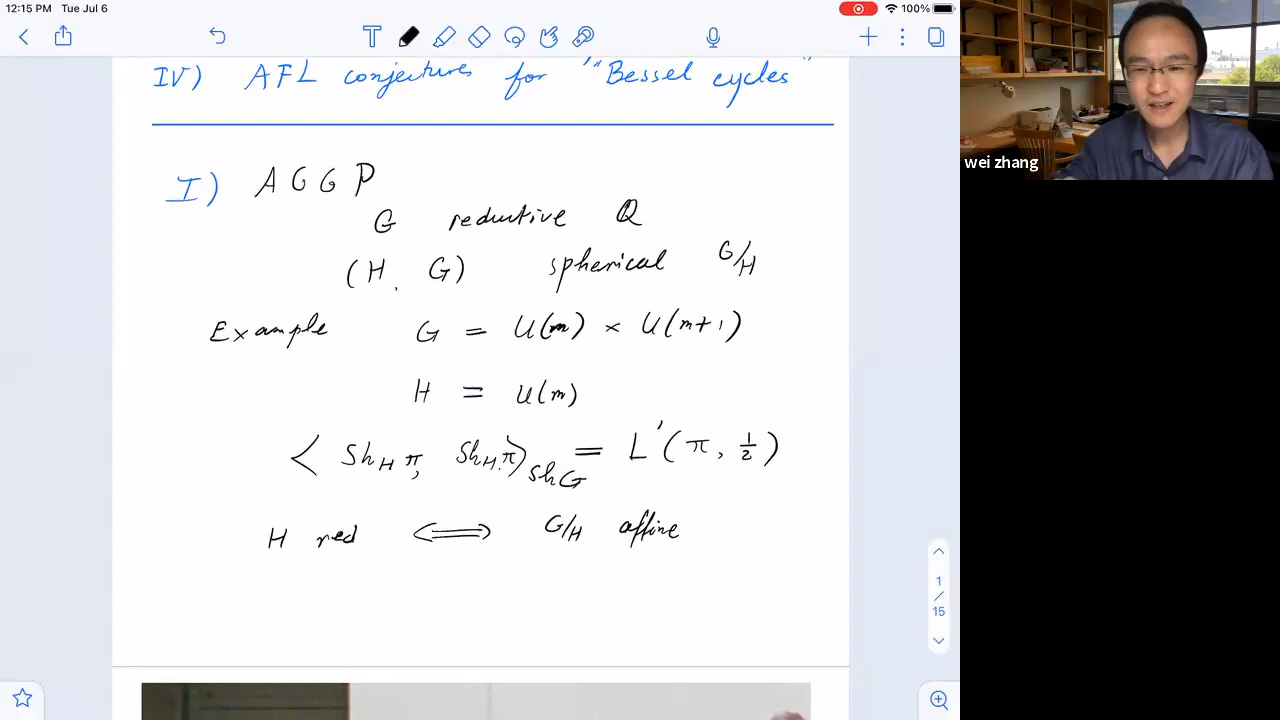 12:15 PM Tue Jul 6
100%
IV) AFL conjectures for "Bessel cycles"
I) AGGP
G reductive Q
(H, G) spherical G/H
Example G = U(m) × U(m+1)
H = U(m)
< Sh_H π, Sh_H, π >_Sh_G = L'(π, 1/2)
H red ⟺ G/H affine
1
/
15
wei zhang